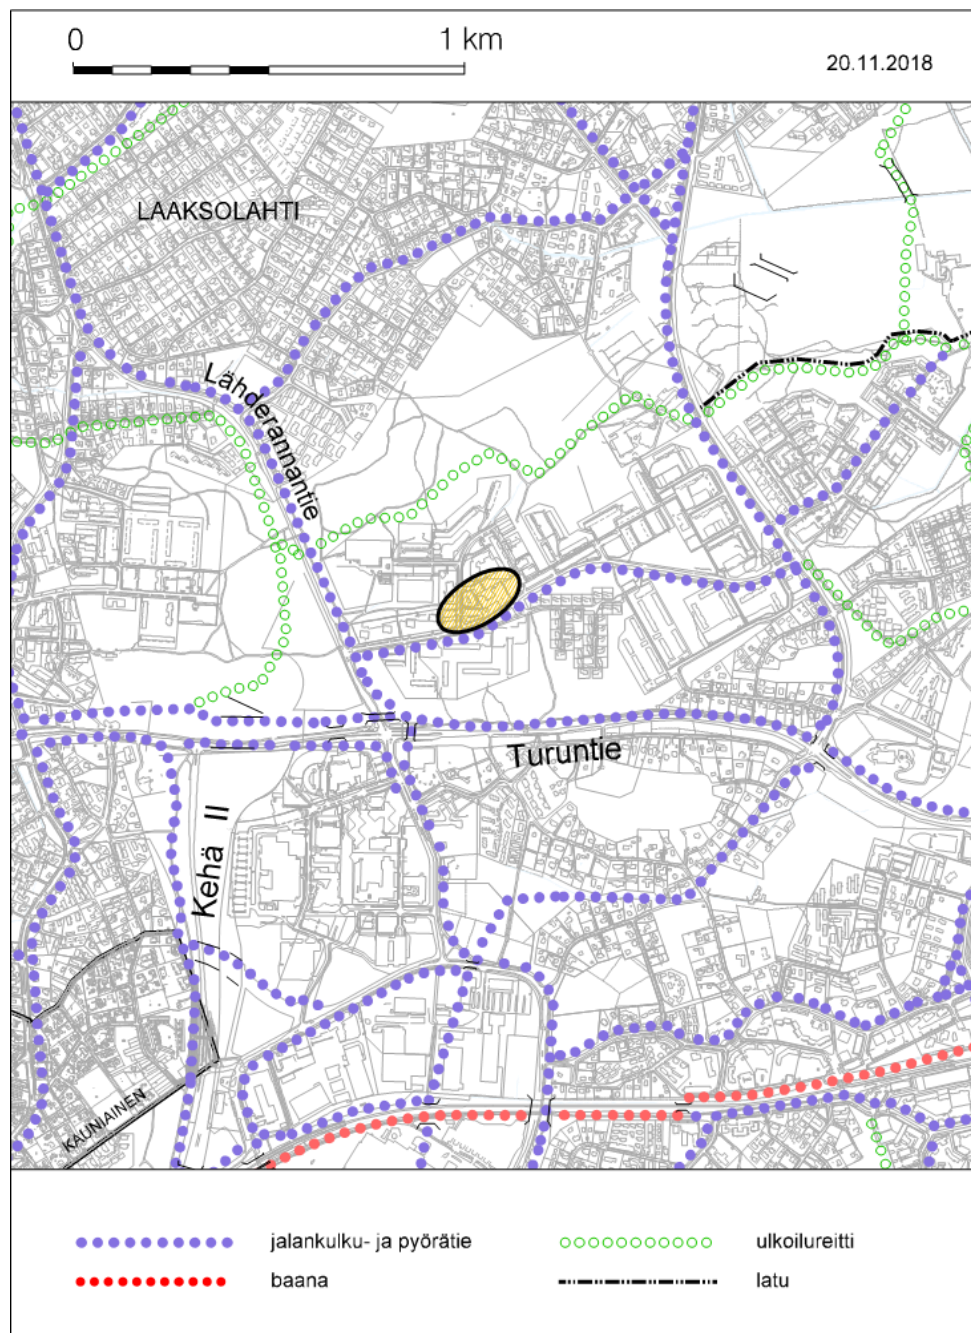 0 1 km
20.11.2018
LAAKSOLAHTI
Lähderannantie
Turuntie
Kehä II
KAUNIAINEN
jalankulku- ja pyörätie
ulkoilureitti
baana
latu